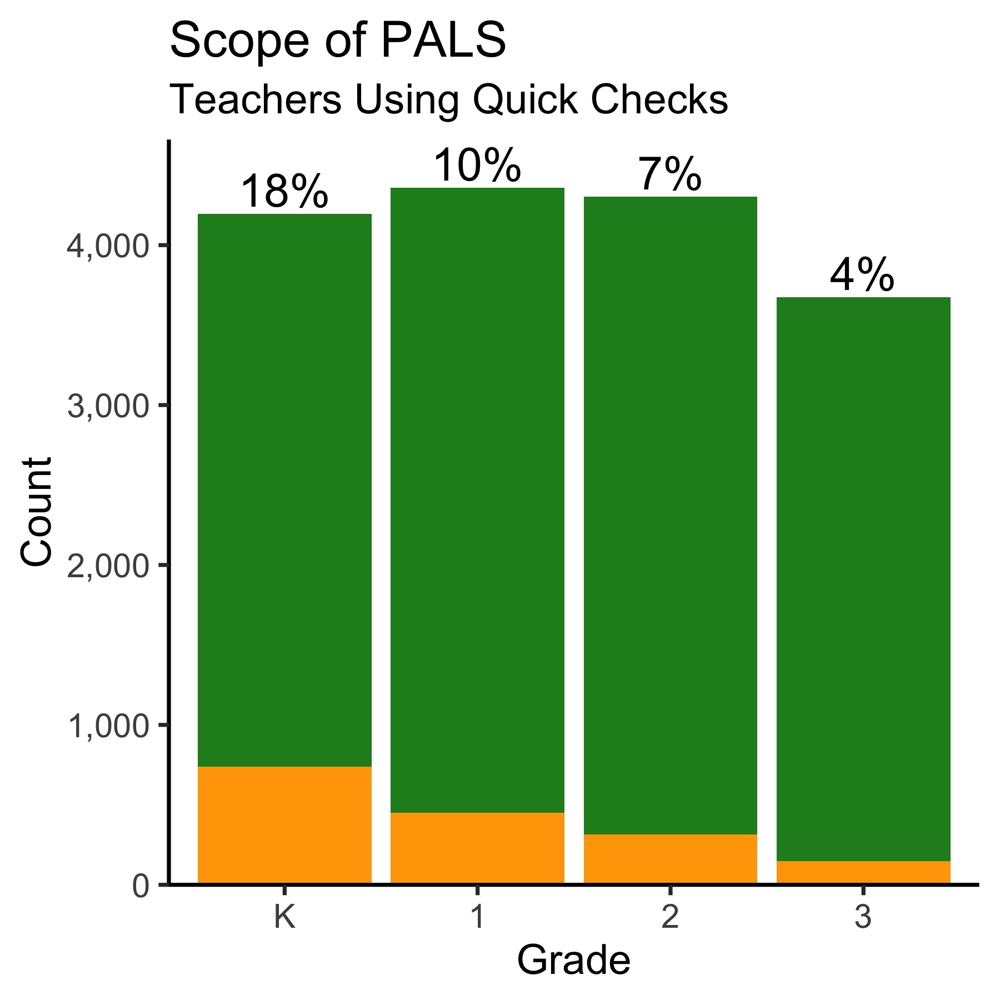 Scope of PALS
Teachers Using Quick Checks
18%
10%
7%
4%
4,000
3,000
2,000
1,000
0
Count
K
1
2
3
Grade